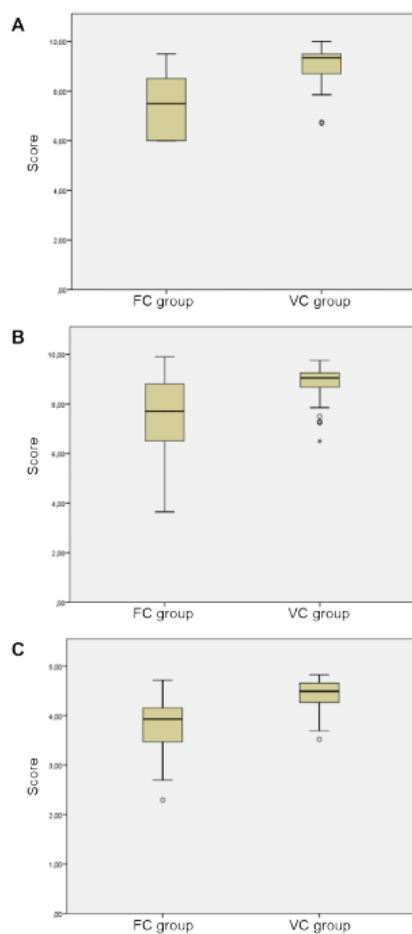 A
10,00
8,00
6,00
4,00
2,00
,00
Score
FC group VC group
B
10,00
8,00
6,00
4,00
2,00
,00
Score
FC group VC group
C
5,00
4,00
3,00
2,00
1,00
,00
Score
FC group VC group